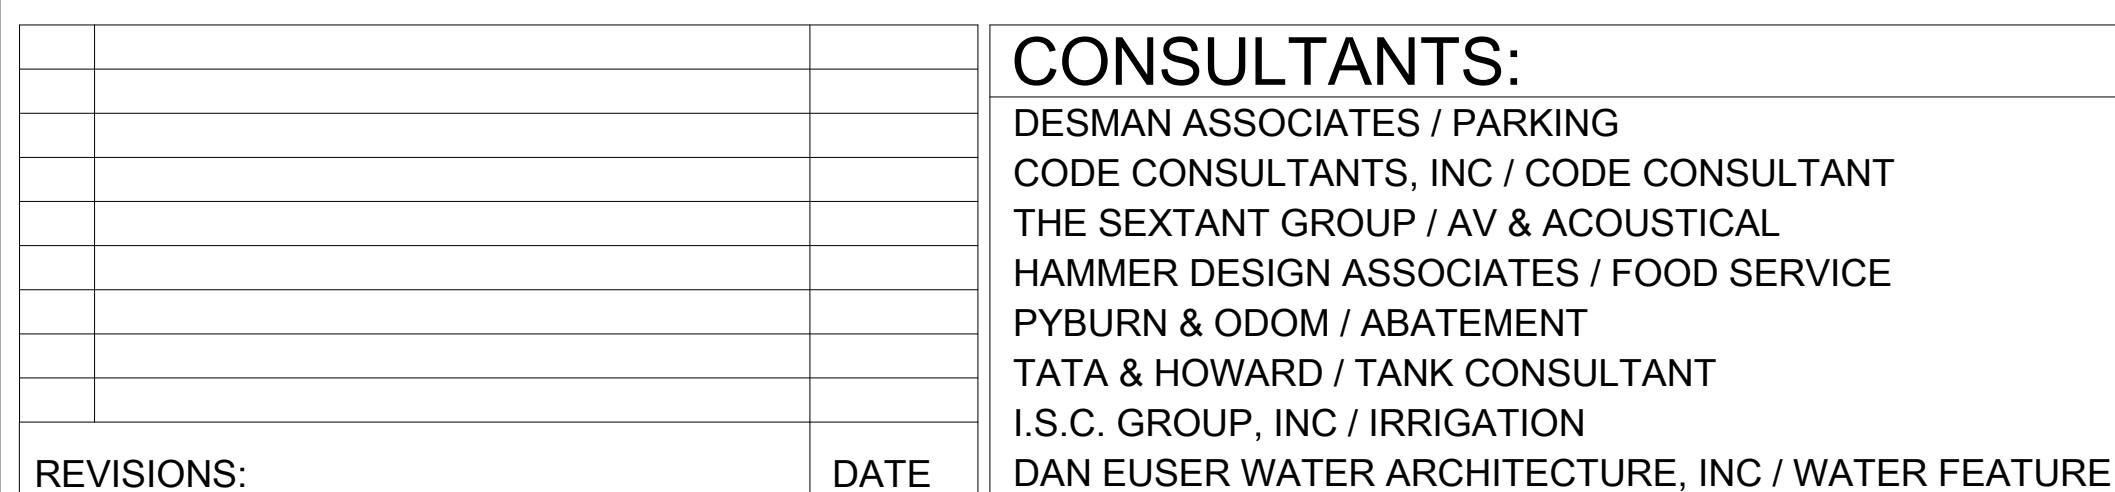 REVISIONS:
DATE
CONSULTANTS:
DESMAN ASSOCIATES / PARKING
CODE CONSULTANTS, INC / CODE CONSULTANT
THE SEXTANT GROUP / AV & ACOUSTICAL
HAMMER DESIGN ASSOCIATES / FOOD SERVICE
PYBURN & ODOM / ABATEMENT
TATA & HOWARD / TANK CONSULTANT
I.S.C. GROUP, INC / IRRIGATION
DAN EUSER WATER ARCHITECTURE, INC / WATER FEATURE